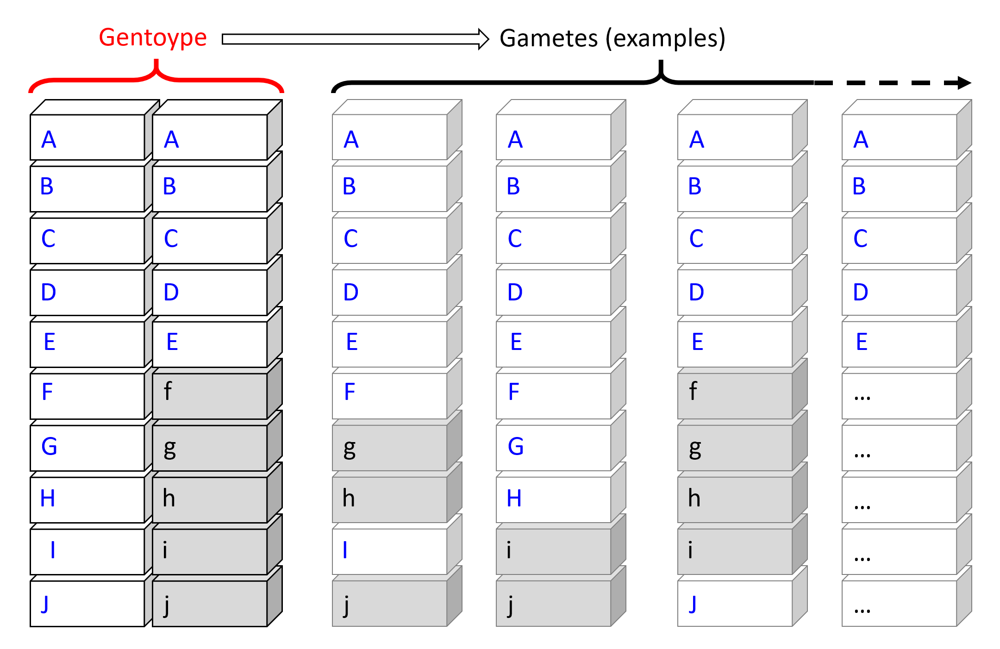 Gentoype Gametes (examples)
A A A A A A
B B B B B B
C C C C C C
D D D D D D
E E E E E E
F f F F f ...
G g g G g ...
H h h H h ...
I i I i i ...
J j j j J ...